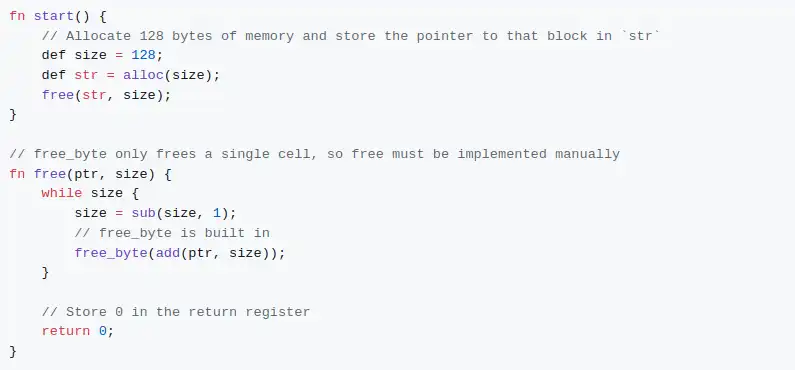 fn start() {
    // Allocate 128 bytes of memory and store the pointer to that block in `str`
    def size = 128;
    def str = alloc(size);
    free(str, size);
}

// free_byte only frees a single cell, so free must be implemented manually
fn free(ptr, size) {
    while size {
        size = sub(size, 1);
        // free_byte is built in
        free_byte(add(ptr, size));
    }

    // Store 0 in the return register
    return 0;
}